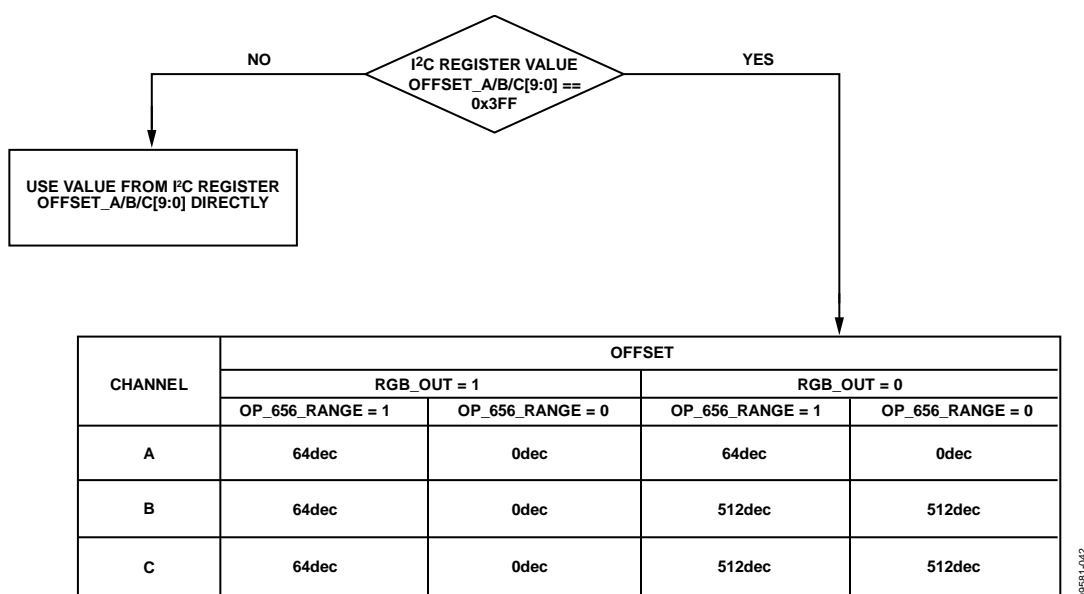 NO
I²C REGISTER VALUE
OFFSET_A/B/C[9:0] ==
0x3FF
YES
USE VALUE FROM I²C REGISTER
OFFSET_A/B/C[9:0] DIRECTLY
CHANNEL
OFFSET
RGB_OUT = 1
RGB_OUT = 0
OP_656_RANGE = 1
OP_656_RANGE = 0
OP_656_RANGE = 1
OP_656_RANGE = 0
A
64dec
0dec
64dec
0dec
B
64dec
0dec
512dec
512dec
C
64dec
0dec
512dec
512dec